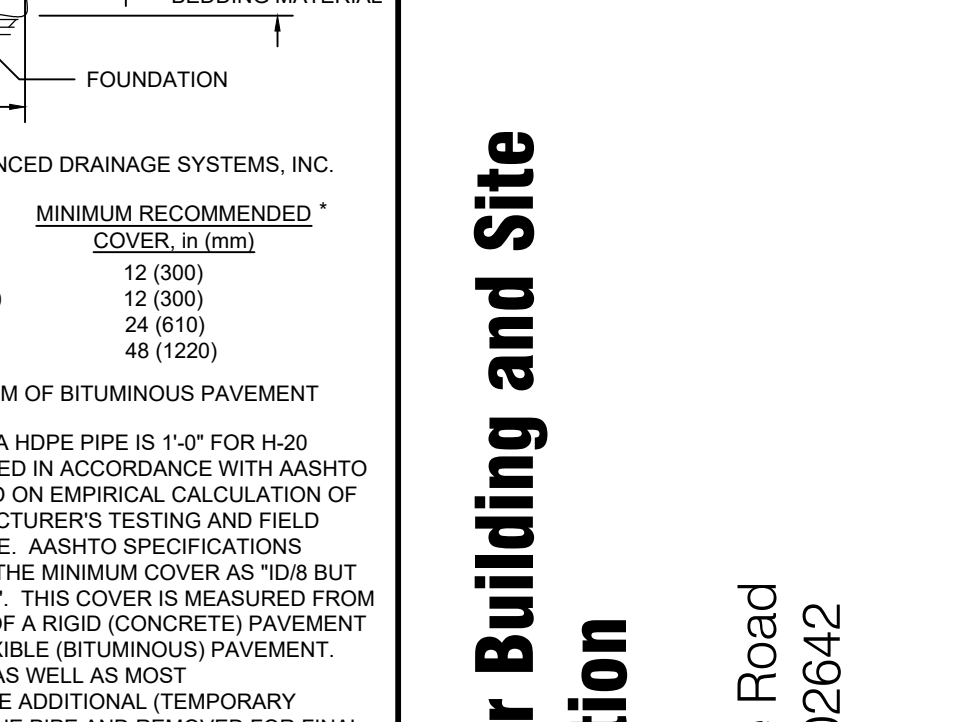 BEDDING MATERIAL
FOUNDATION
DRAINAGE SYSTEMS, INC.
MINIMUM RECOMMENDED *
COVER, in (mm)
12 (300)
) 12 (300)
24 (610)
48 (1220)
M OF BITUMINOUS PAVEMENT
A HDPE PIPE IS 1'-0" FOR H-20
ED IN ACCORDANCE WITH AASHTO
ON EMPIRICAL CALCULATION OF
CTURER'S TESTING AND FIELD
E. AASHTO SPECIFICATIONS
THE MINIMUM COVER AS "ID/8 BUT
". THIS COVER IS MEASURED FROM
OF A RIGID (CONCRETE) PAVEMENT
XIBLE (BITUMINOUS) PAVEMENT.
AS WELL AS MOST
E ADDITIONAL (TEMPORARY
PIPE AND REMOVED FOR FINAL
r Building and Site
tion
Road
02642